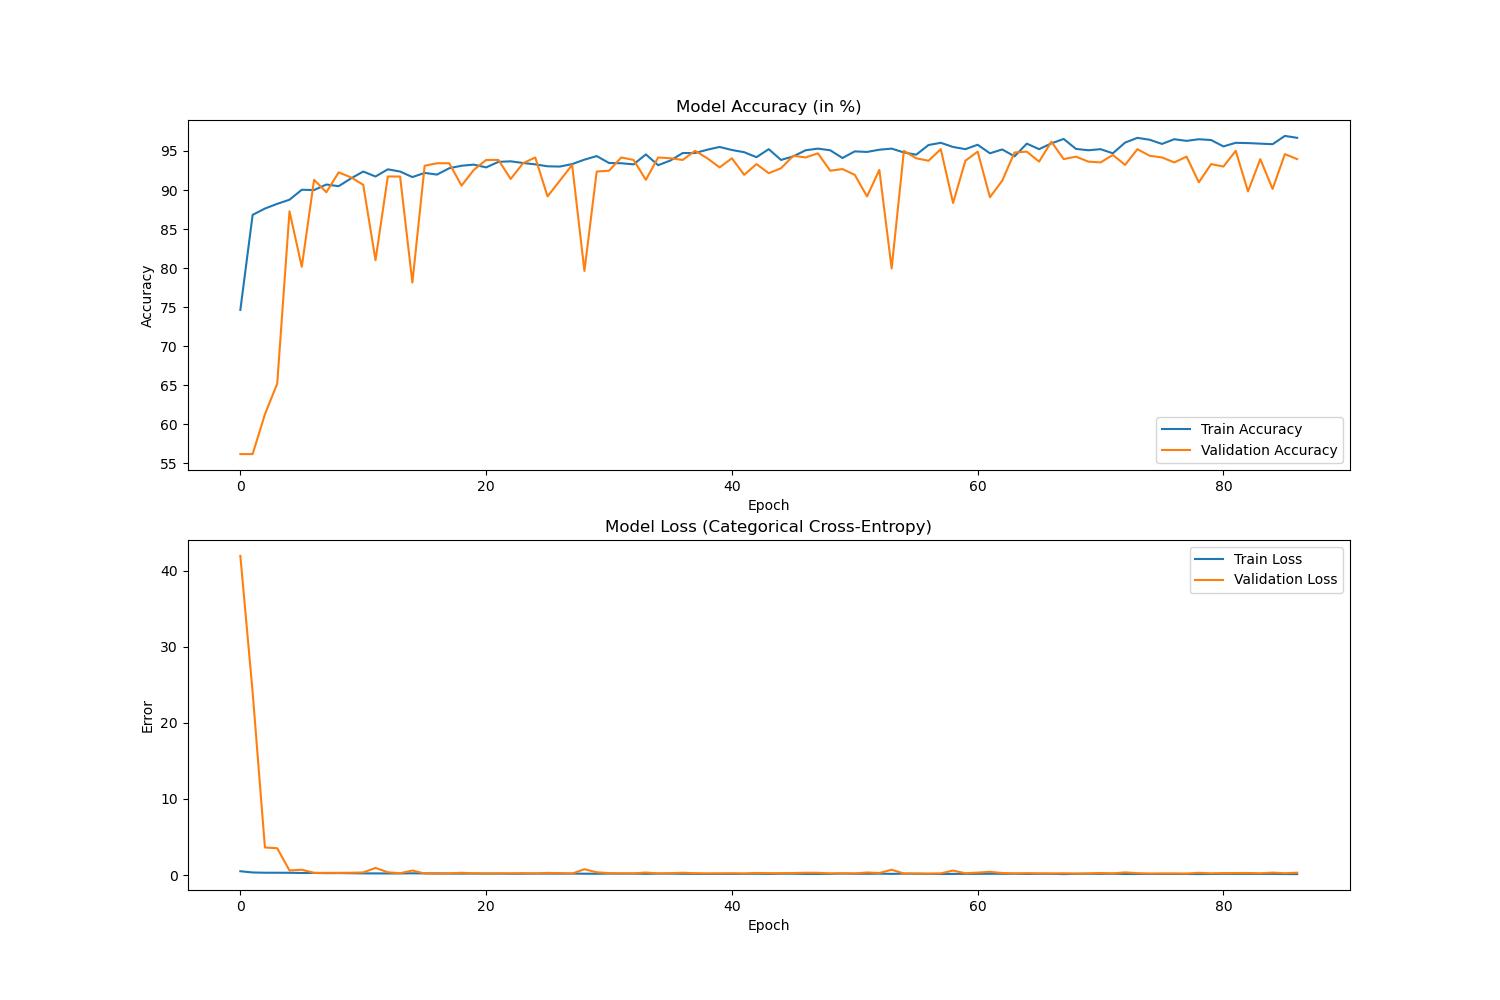 Model Accuracy (in %)
95
90
85
80
75
70
65
60
55
Accuracy
Train Accuracy
Validation Accuracy
0 20 40 60 80
Epoch
Model Loss (Categorical Cross-Entropy)
40
30
20
10
0
Error
Train Loss
Validation Loss
0 20 40 60 80
Epoch